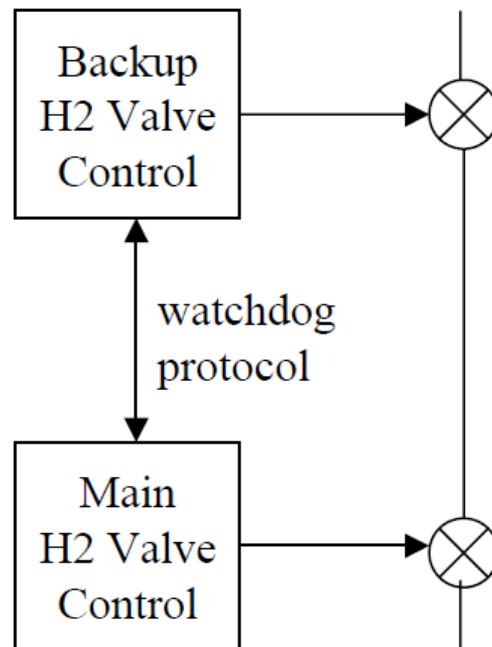 Backup
H2 Valve
Control
watchdog
protocol
Main
H2 Valve
Control